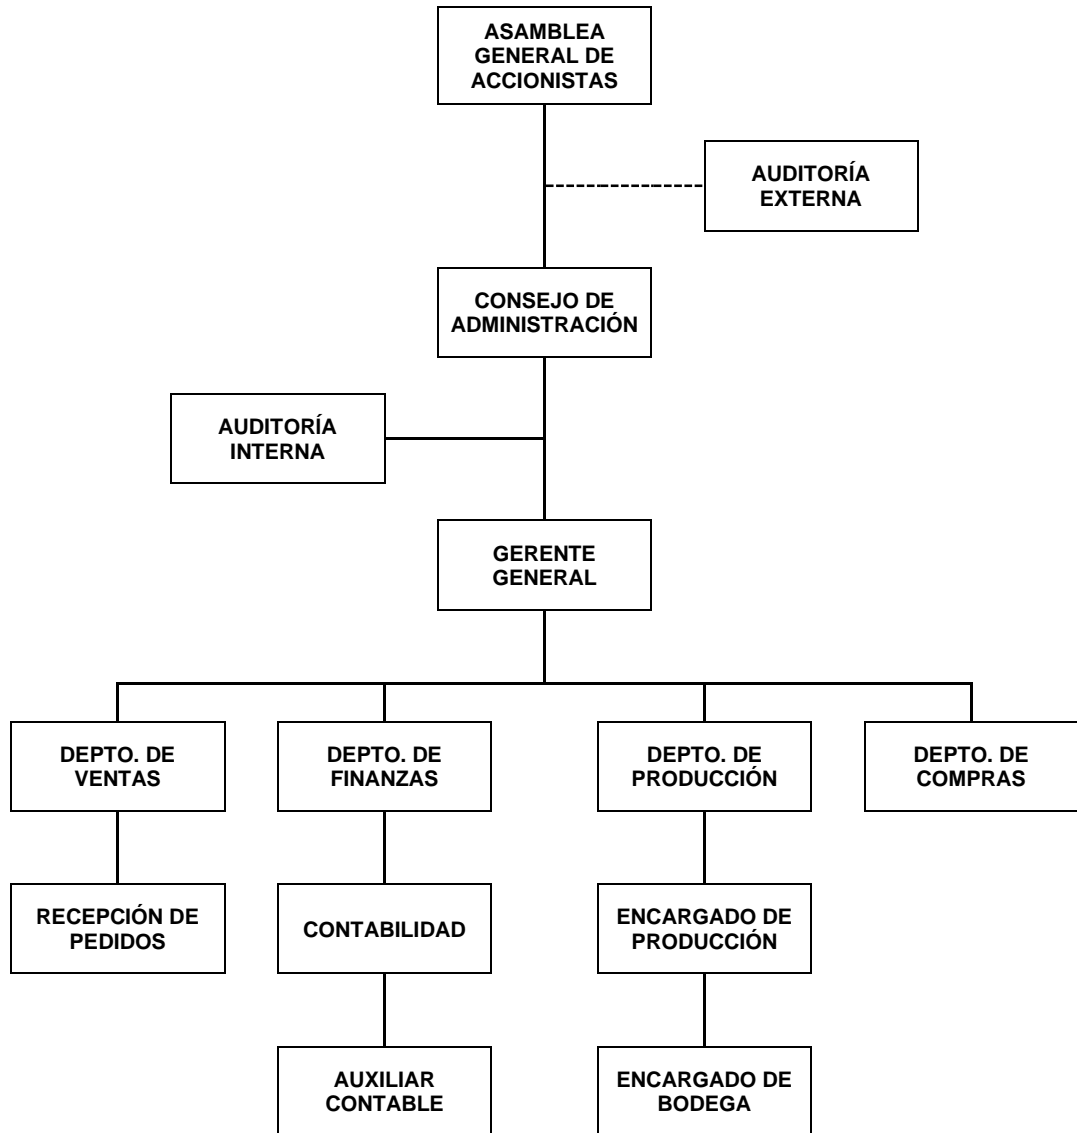 ASAMBLEA
GENERAL DE
ACCIONISTAS
AUDITORÍA
EXTERNA
CONSEJO DE
ADMINISTRACIÓN
AUDITORÍA
INTERNA
GERENTE
GENERAL
DEPTO. DE
VENTAS
DEPTO. DE
FINANZAS
DEPTO. DE
PRODUCCIÓN
DEPTO. DE
COMPRAS
RECEPCIÓN DE
PEDIDOS
CONTABILIDAD
ENCARGADO DE
PRODUCCIÓN
AUXILIAR
CONTABLE
ENCARGADO DE
BODEGA